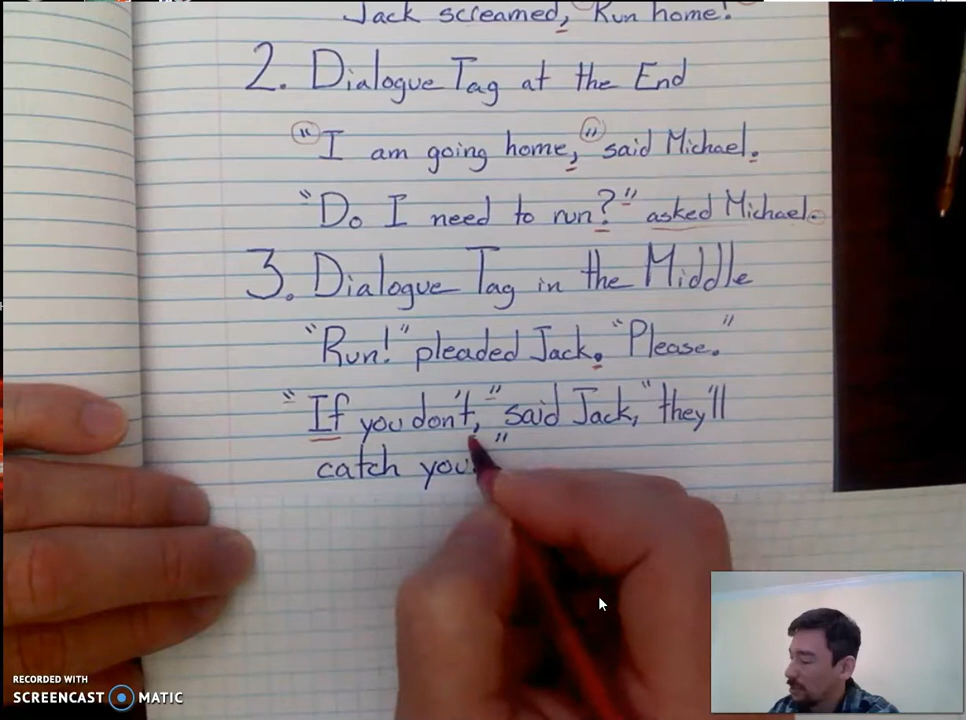 Jack screamed, "Run home!"
2. Dialogue Tag at the End
"I am going home," said Michael.
"Do I need to run?" asked Michael.
3. Dialogue Tag in the Middle
"Run!" pleaded Jack. "Please."
"If you don't," said Jack, "they'll
catch you
RECORDED WITH
SCREENCAST MATIC